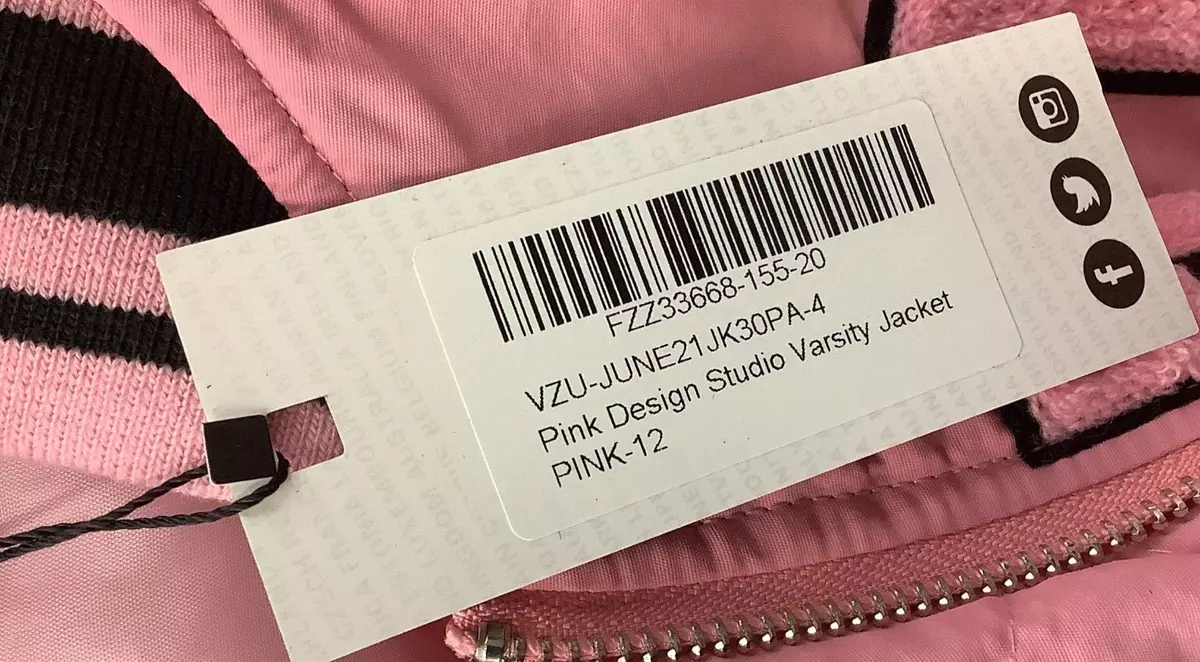 FZZ33668-155-20
VZU-JUNE21JK30PA-4
Pink Design Studio Varsity Jacket
PINK-12